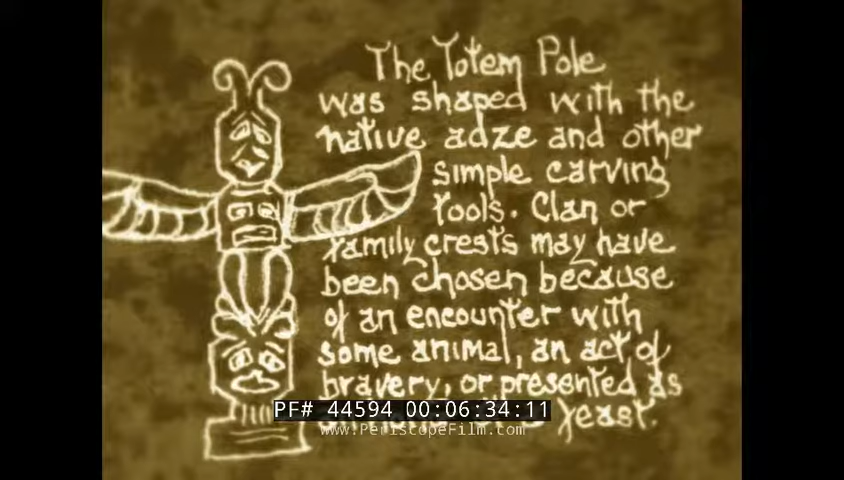 The Totem Pole
was shaped with the
native adze and other
simple carving
tools. Clan or
family crests may have
been chosen because
of an encounter with
some animal, an act of
bravery, or presented as
feast.
PF# 44594 00:06:34:11
www.PeriscopeFilm.com